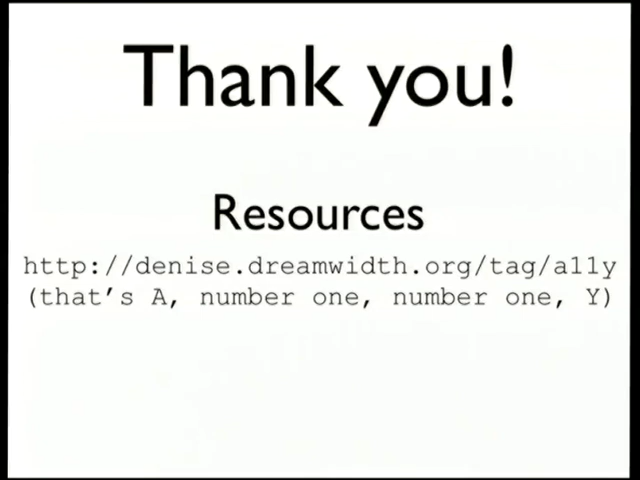 Thank you!
Resources
http://denise.dreamwidth.org/tag/a11y
(that's A, number one, number one, Y)